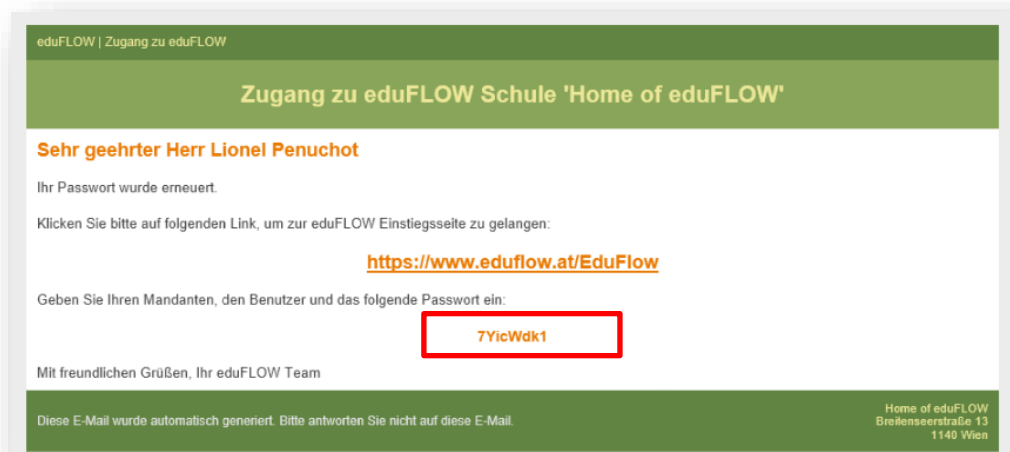 eduFLOW | Zugang zu eduFLOW
Zugang zu eduFLOW Schule 'Home of eduFLOW'
Sehr geehrter Herr Lionel Penuchot
Ihr Passwort wurde erneuert.
Klicken Sie bitte auf folgenden Link, um zur eduFLOW Einstiegsseite zu gelangen:
https://www.eduflow.at/EduFlow
Geben Sie Ihren Mandanten, den Benutzer und das folgende Passwort ein:
7YicWdk1
Mit freundlichen Grüßen, Ihr eduFLOW Team
Diese E-Mail wurde automatisch generiert. Bitte antworten Sie nicht auf diese E-Mail.
Home of eduFLOW
Breitenseerstraße 13
1140 Wien